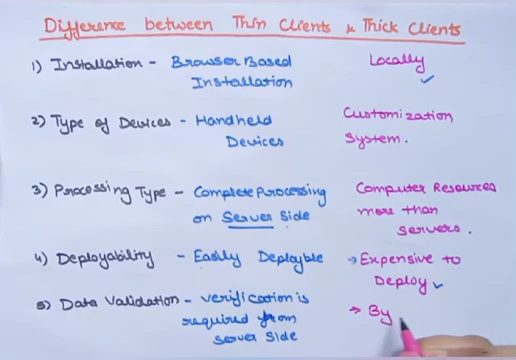 Difference between Thin Clients & Thick Clients
1) Installation - Browser Based Locally
Installation
2) Type of Devices - Handheld Customization
Devices System.
3) Processing Type - Complete Processing Computer Resources
on Server Side more than
servers.
4) Deployability - Easily Deployable → Expensive to
Deploy
5) Data Validation - Verification is → By
required from
Server Side